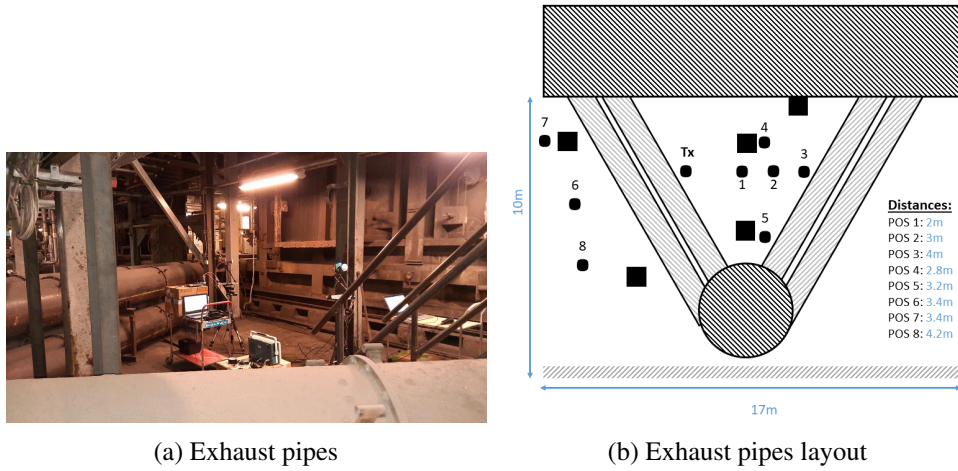 7
4
Tx
3
1
2
6
5
8
10m
17m
Distances:
POS 1: 2m
POS 2: 3m
POS 3: 4m
POS 4: 2.8m
POS 5: 3.2m
POS 6: 3.4m
POS 7: 3.4m
POS 8: 4.2m
(a) Exhaust pipes
(b) Exhaust pipes layout